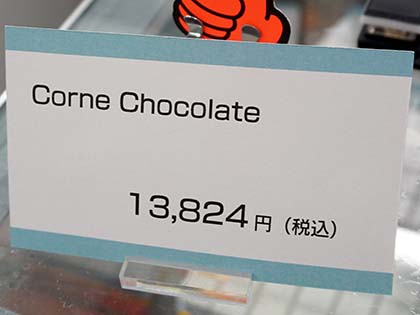 Corne Chocolate
13,824円（税込）